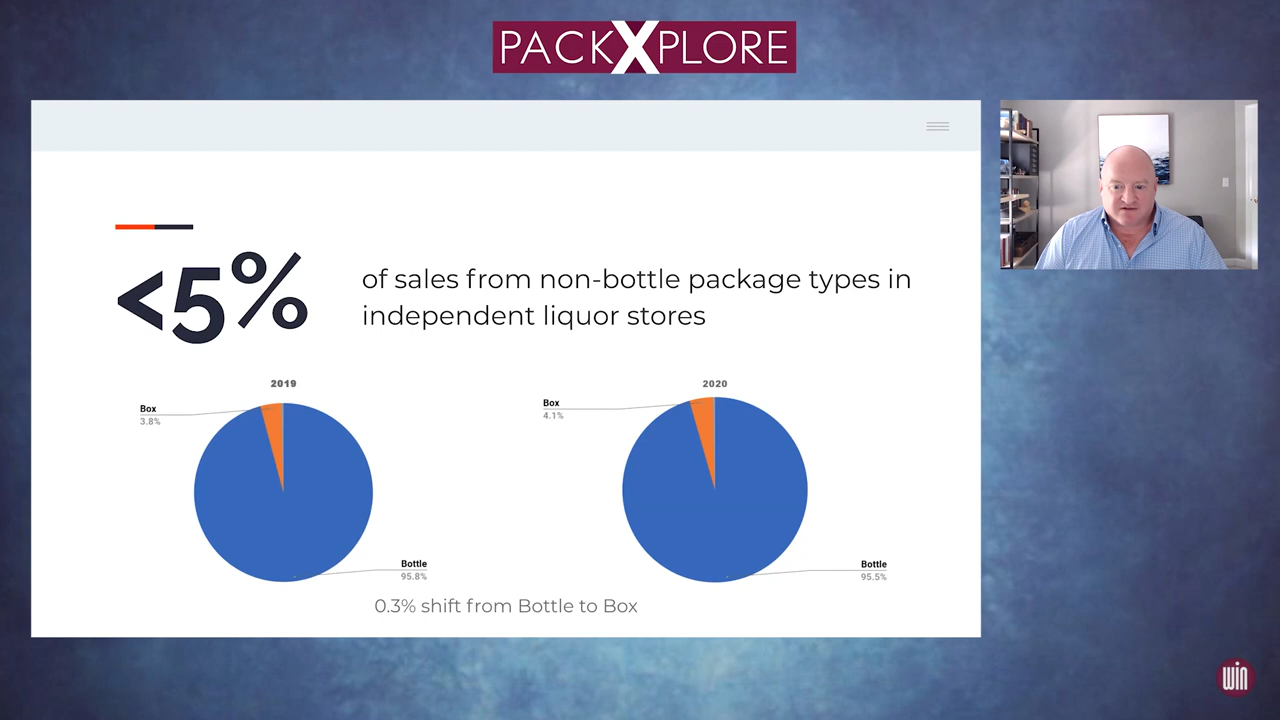 PACKXPLORE
<5%
of sales from non-bottle package types in
independent liquor stores
2019
Box
3.8%
Bottle
95.8%
2020
Box
4.1%
Bottle
95.5%
0.3% shift from Bottle to Box
win